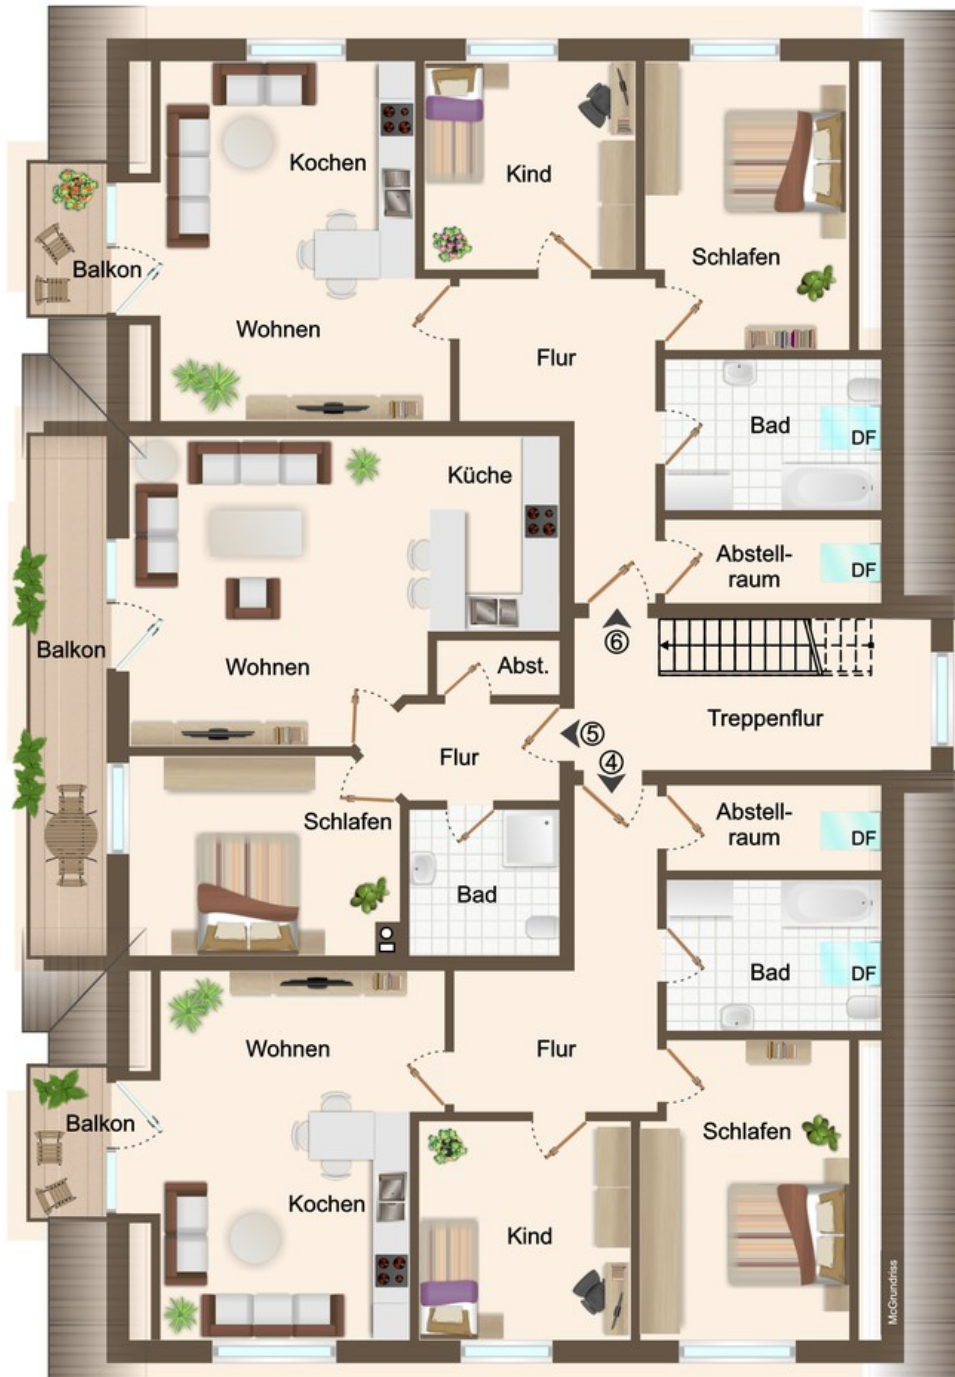 Kochen
Kind
Schlafen
Balkon
Wohnen
Flur
Bad
DF
Küche
Abstell-
raum
DF
⑥
Balkon
Wohnen
Abst.
Treppenflur
⑤
Flur
④
Schlafen
Abstell-
raum
DF
Bad
Bad
DF
Wohnen
Flur
Balkon
Schlafen
Kochen
Kind
McGrundriss